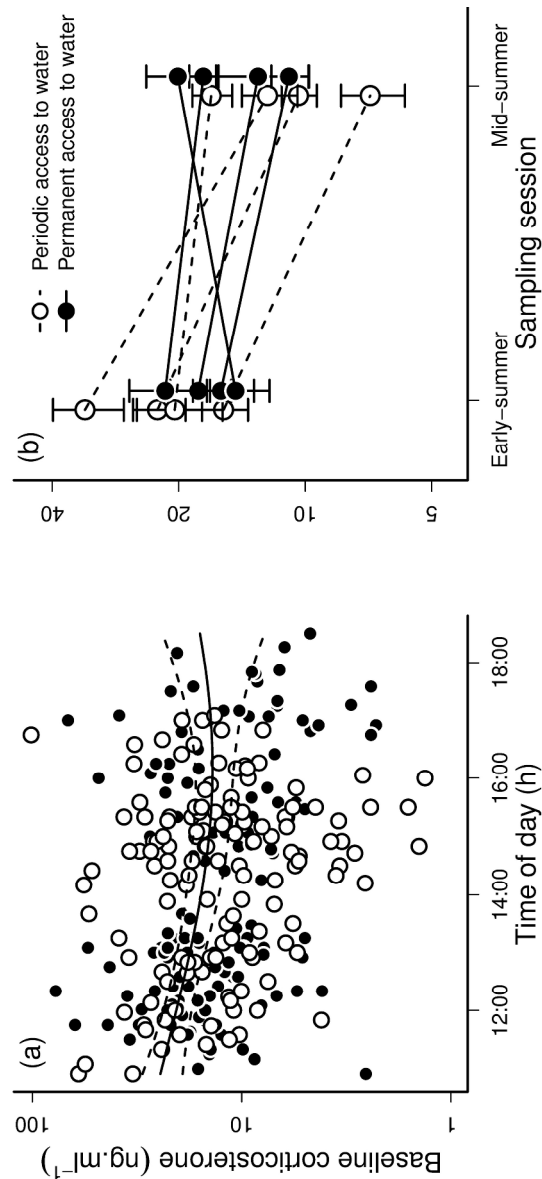 (a)
Baseline corticosterone (ng.ml⁻¹)
100
10
1
12:00
14:00
16:00
18:00
Time of day (h)
(b)
Periodic access to water
Permanent access to water
40
20
10
5
Early−summer
Mid−summer
Sampling session